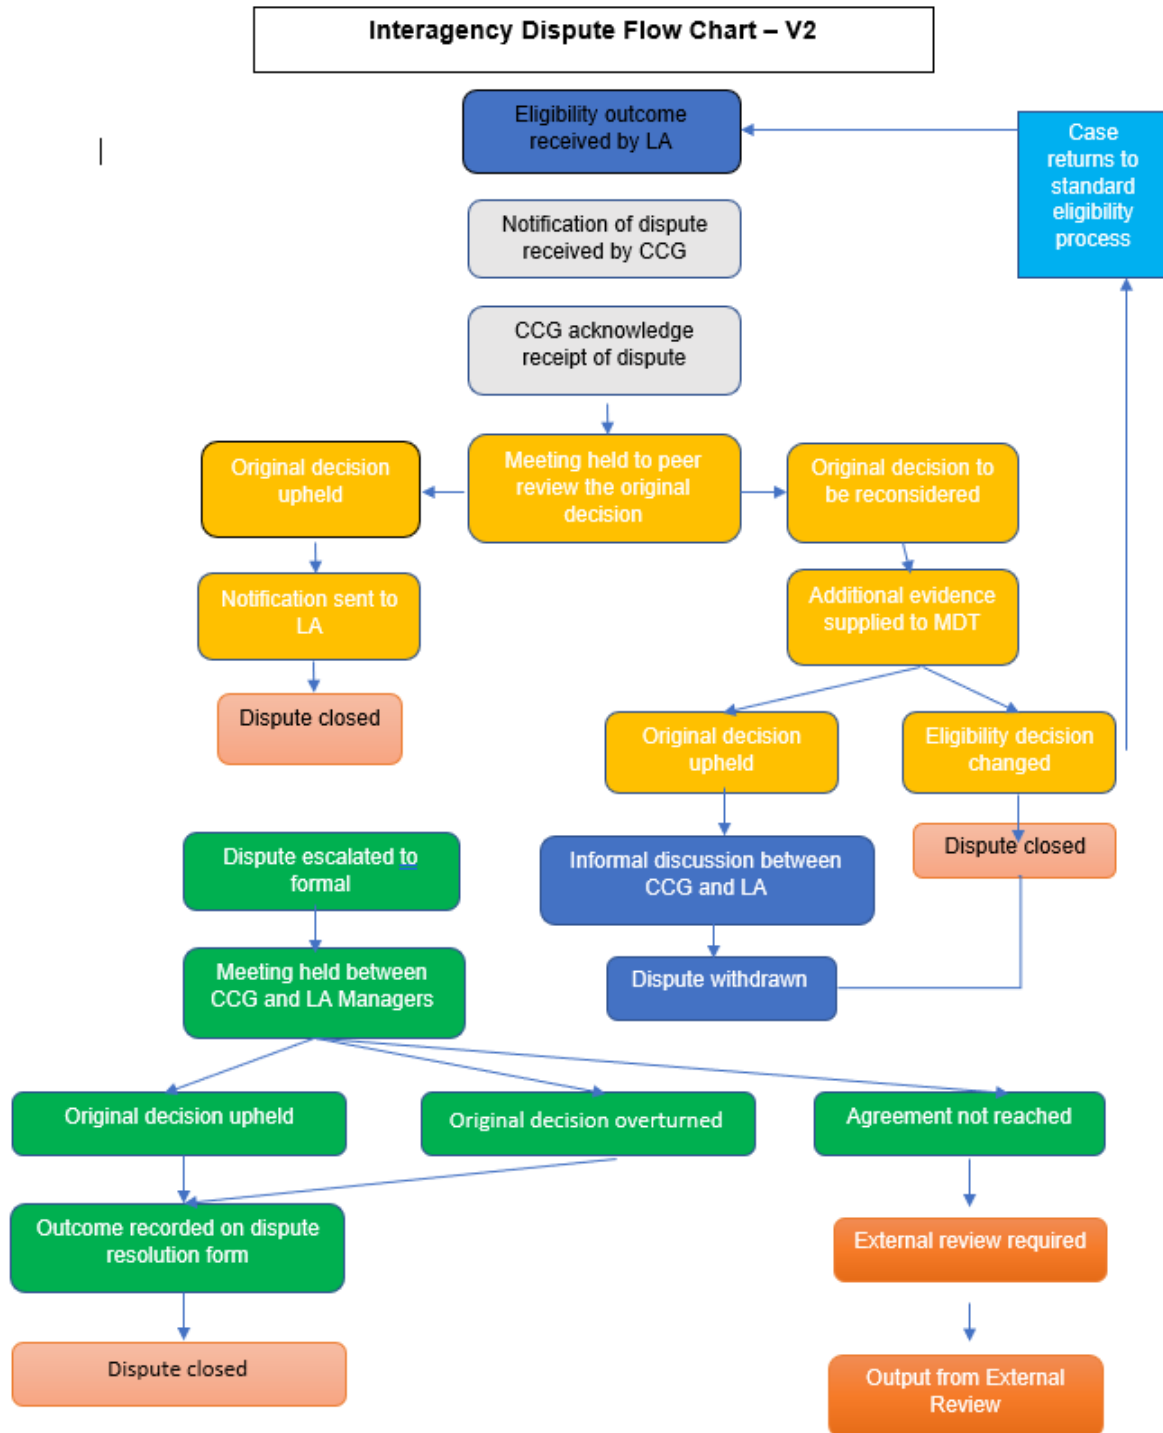 Interagency Dispute Flow Chart – V2
Eligibility outcome
received by LA
Case
returns to
standard
eligibility
process
Notification of dispute
received by CCG
CCG acknowledge
receipt of dispute
Original decision
upheld
Meeting held to peer
review the original
decision
Original decision to
be reconsidered
Notification sent to
LA
Additional evidence
supplied to MDT
Dispute closed
Original decision
upheld
Eligibility decision
changed
Dispute escalated to
formal
Informal discussion between
CCG and LA
Dispute closed
Meeting held between
CCG and LA Managers
Dispute withdrawn
Original decision upheld
Original decision overturned
Agreement not reached
Outcome recorded on dispute
resolution form
External review required
Dispute closed
Output from External
Review